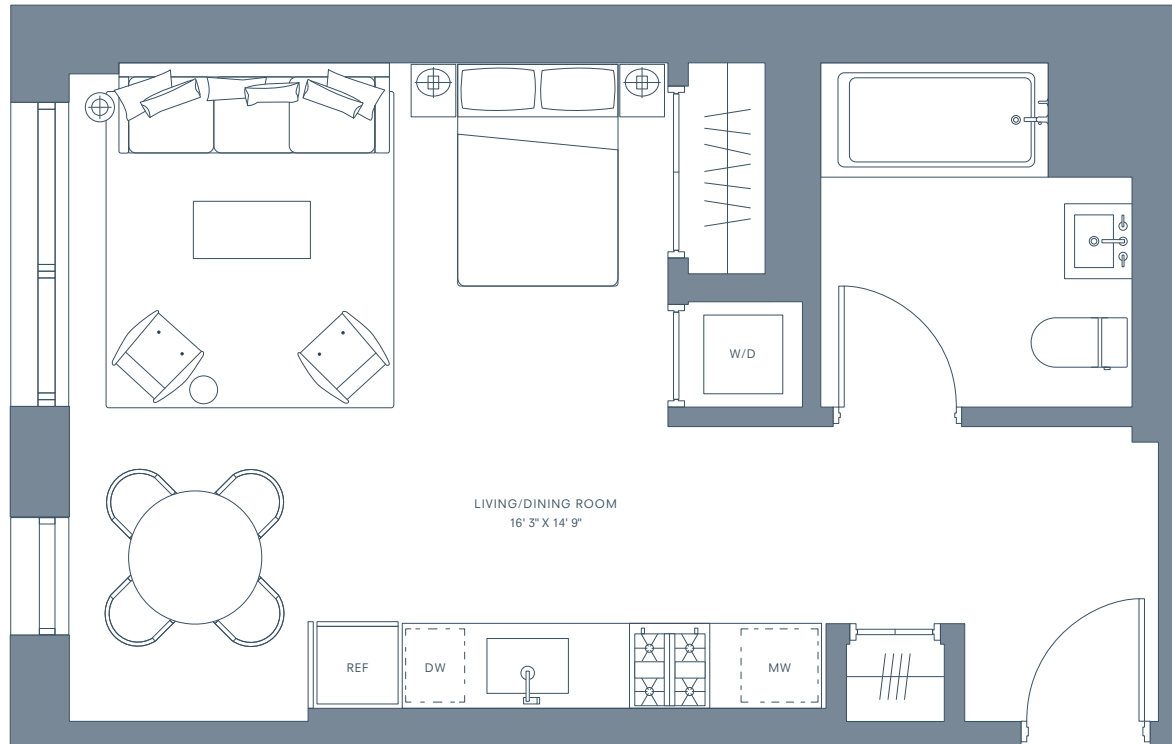 W/D
LIVING/DINING ROOM
16' 3" X 14' 9"
REF
DW
MW